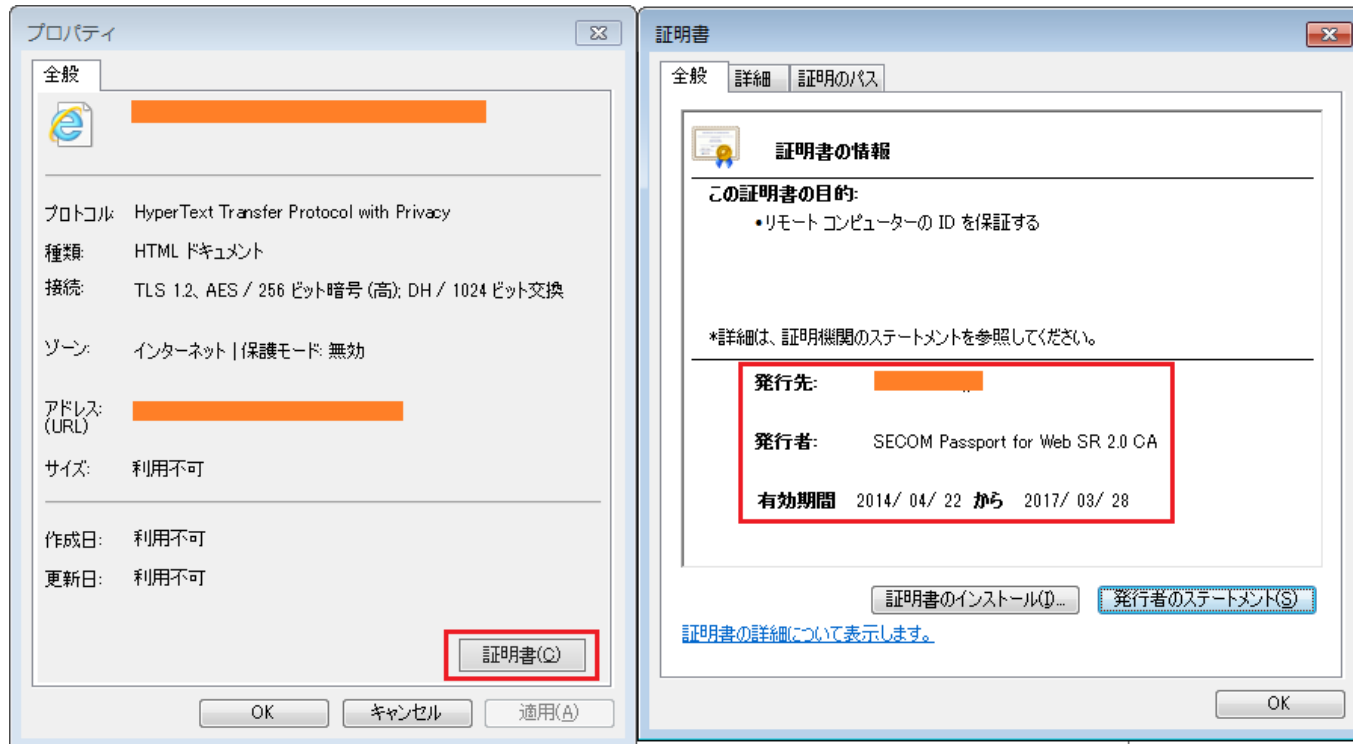 プロパティ
全般
プロトコル: HyperText Transfer Protocol with Privacy
種類: HTML ドキュメント
接続: TLS 1.2、AES / 256 ビット暗号 (高); DH / 1024 ビット交換
ゾーン: インターネット | 保護モード: 無効
アドレス:
(URL)
サイズ: 利用不可
作成日: 利用不可
更新日: 利用不可
証明書(C)
OK キャンセル 適用(A)
証明書
全般 詳細 証明のパス
証明書の情報
この証明書の目的:
•リモート コンピューターの ID を保証する
*詳細は、証明機関のステートメントを参照してください。
発行先:
発行者: SECOM Passport for Web SR 2.0 CA
有効期間 2014/ 04/ 22 から 2017/ 03/ 28
証明書のインストール(I)... 発行者のステートメント(S)
証明書の詳細について表示します。
OK